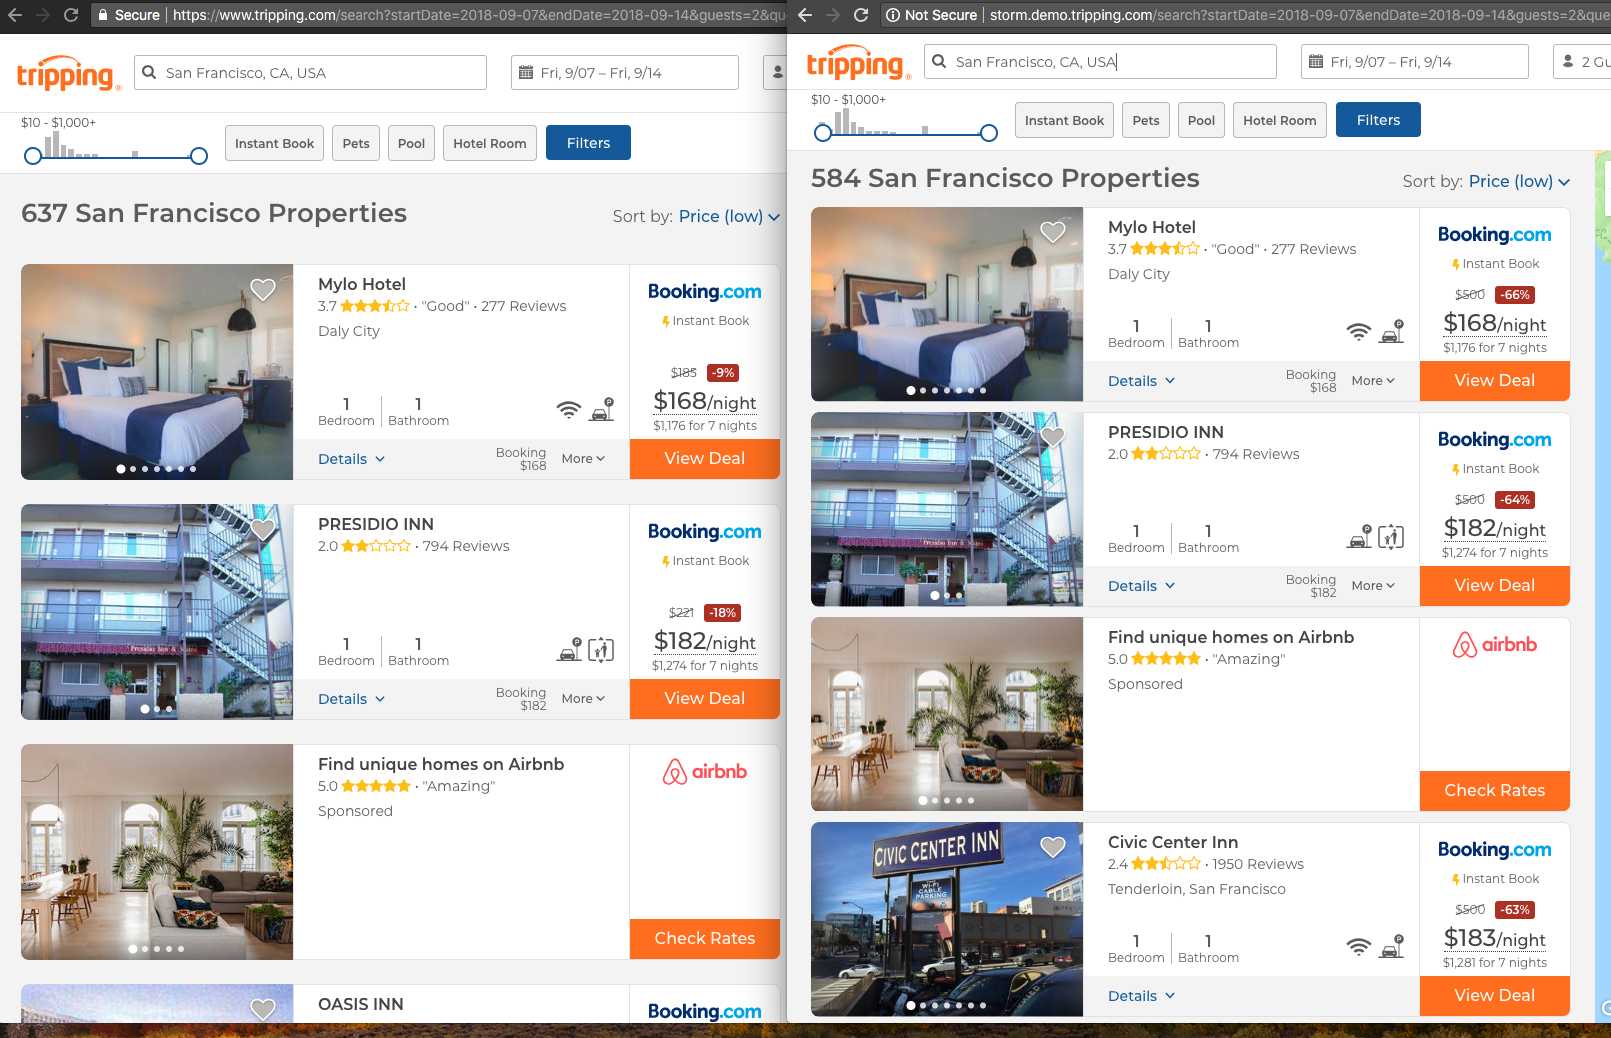 Secure https://www.tripping.com/search?startDate=2018-09-07&endDate=2018-09-14&guests=2&qu
tripping®
San Francisco, CA, USA
Fri, 9/07 – Fri, 9/14
$10 - $1,000+
Instant Book
Pets
Pool
Hotel Room
Filters
637 San Francisco Properties
Sort by: Price (low)
Mylo Hotel
3.7 · "Good" · 277 Reviews
Daly City
1 Bedroom
1 Bathroom
Details
Booking $168
More
Booking.com
Instant Book
$185 -9%
$168/night
$1,176 for 7 nights
View Deal
PRESIDIO INN
2.0 · 794 Reviews
1 Bedroom
1 Bathroom
Details
Booking $182
More
Booking.com
Instant Book
$221 -18%
$182/night
$1,274 for 7 nights
View Deal
Find unique homes on Airbnb
5.0 · "Amazing"
Sponsored
airbnb
Check Rates
OASIS INN
Booking.com
Not Secure storm.demo.tripping.com/search?startDate=2018-09-07&endDate=2018-09-14&guests=2&que
tripping®
San Francisco, CA, USA
Fri, 9/07 – Fri, 9/14
2 Gu
$10 - $1,000+
Instant Book
Pets
Pool
Hotel Room
Filters
584 San Francisco Properties
Sort by: Price (low)
Mylo Hotel
3.7 · "Good" · 277 Reviews
Daly City
1 Bedroom
1 Bathroom
Details
Booking $168
More
Booking.com
Instant Book
$500 -66%
$168/night
$1,176 for 7 nights
View Deal
PRESIDIO INN
2.0 · 794 Reviews
1 Bedroom
1 Bathroom
Details
Booking $182
More
Booking.com
Instant Book
$500 -64%
$182/night
$1,274 for 7 nights
View Deal
Find unique homes on Airbnb
5.0 · "Amazing"
Sponsored
airbnb
Check Rates
CIVIC CENTER INN
WI-FI
CABLE
PARKING
Civic Center Inn
2.4 · 1950 Reviews
Tenderloin, San Francisco
1 Bedroom
1 Bathroom
Details
Booking.com
Instant Book
$500 -63%
$183/night
$1,281 for 7 nights
View Deal